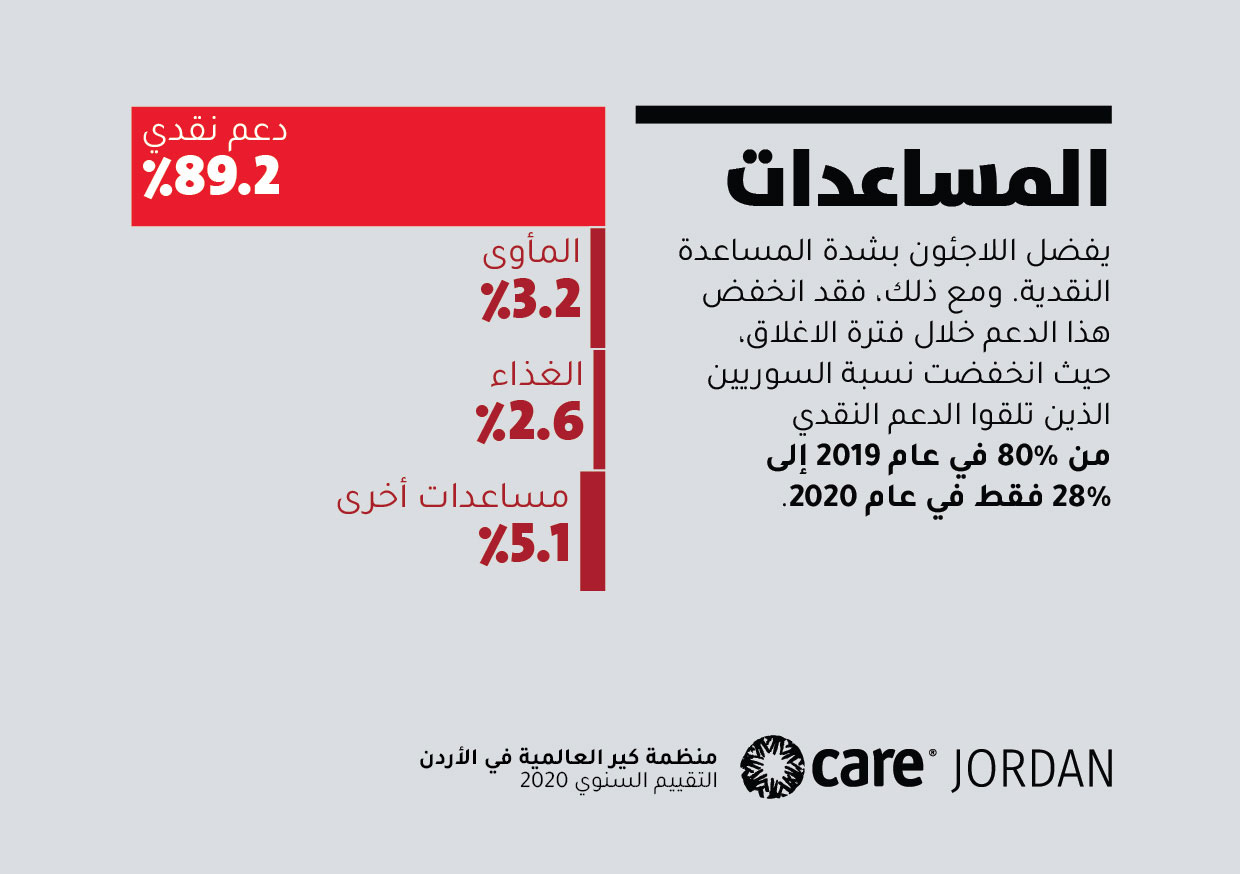 المساعدات
يفضل اللاجئون بشدة المساعدة
النقدية. ومع ذلك، فقد انخفض
هذا الدعم خلال فترة الاغلاق،
حيث انخفضت نسبة السوريين
الذين تلقوا الدعم النقدي
من 80% في عام 2019 إلى
28% فقط في عام 2020.
دعم نقدي
٪89.2
المأوى
٪3.2
الغذاء
٪2.6
مساعدات أخرى
٪5.1
care® JORDAN
منظمة كير العالمية في الأردن
التقييم السنوي 2020